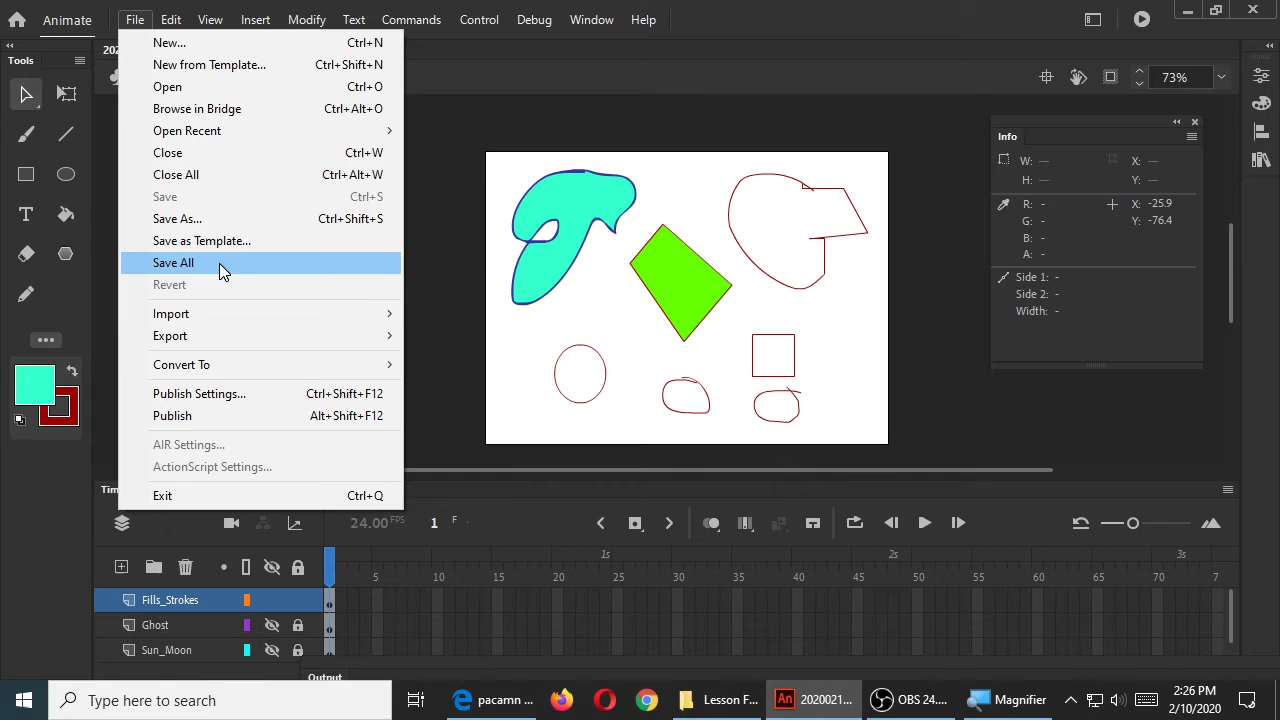 Animate File Edit View Insert Modify Text Commands Control Debug Window Help
Tools
202
73%
New... Ctrl+N
New from Template... Ctrl+Shift+N
Open Ctrl+O
Browse in Bridge Ctrl+Alt+O
Open Recent
Close Ctrl+W
Close All Ctrl+Alt+W
Save Ctrl+S
Save As... Ctrl+Shift+S
Save as Template...
Save All
Revert
Import
Export
Convert To
Publish Settings... Ctrl+Shift+F12
Publish Alt+Shift+F12
AIR Settings...
ActionScript Settings...
Exit Ctrl+Q
Info
W: — X: —
H: — Y: —
R: - X: -25.9
G: - Y: -76.4
B: -
A: -
Side 1: -
Side 2: -
Width: -
Tim
24.00 FPS 1 F
1s 2s 3s
5 10 15 20 25 30 35 40 45 50 55 60 65 70 7
Fills_Strokes
Ghost
Sun_Moon
Output
Type here to search
pacamn ...
Lesson F...
An 2020021...
OBS 24....
Magnifier
2:26 PM
2/10/2020